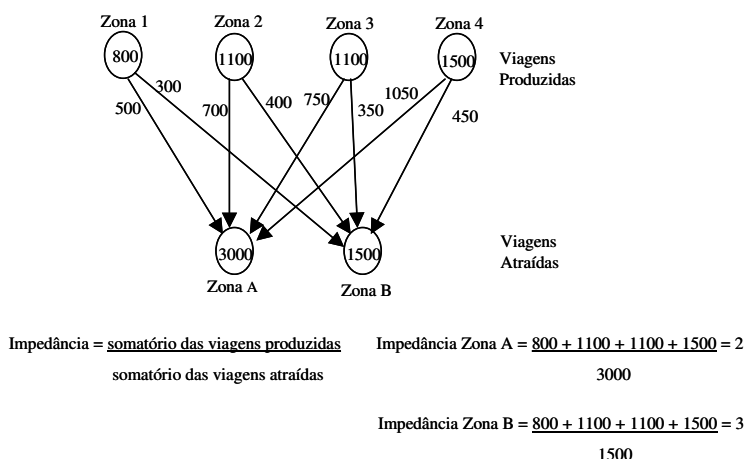 Zona 1 Zona 2 Zona 3 Zona 4
800 1100 1100 1500
Viagens
Produzidas
300
500 700 400 750 350 1050 450
3000 1500
Viagens
Atraídas
Zona A Zona B
Impedância = somatório das viagens produzidas
somatório das viagens atraídas
Impedância Zona A = 800 + 1100 + 1100 + 1500 = 2
3000
Impedância Zona B = 800 + 1100 + 1100 + 1500 = 3
1500